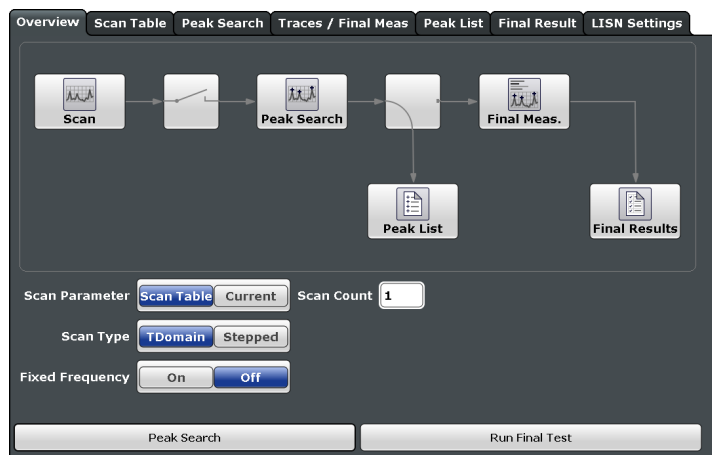 Overview Scan Table Peak Search Traces / Final Meas Peak List Final Result LISN Settings
Scan Peak Search Final Meas.
Peak List Final Results
Scan Parameter Scan Table Current Scan Count 1
Scan Type TDomain Stepped
Fixed Frequency On Off
Peak Search Run Final Test